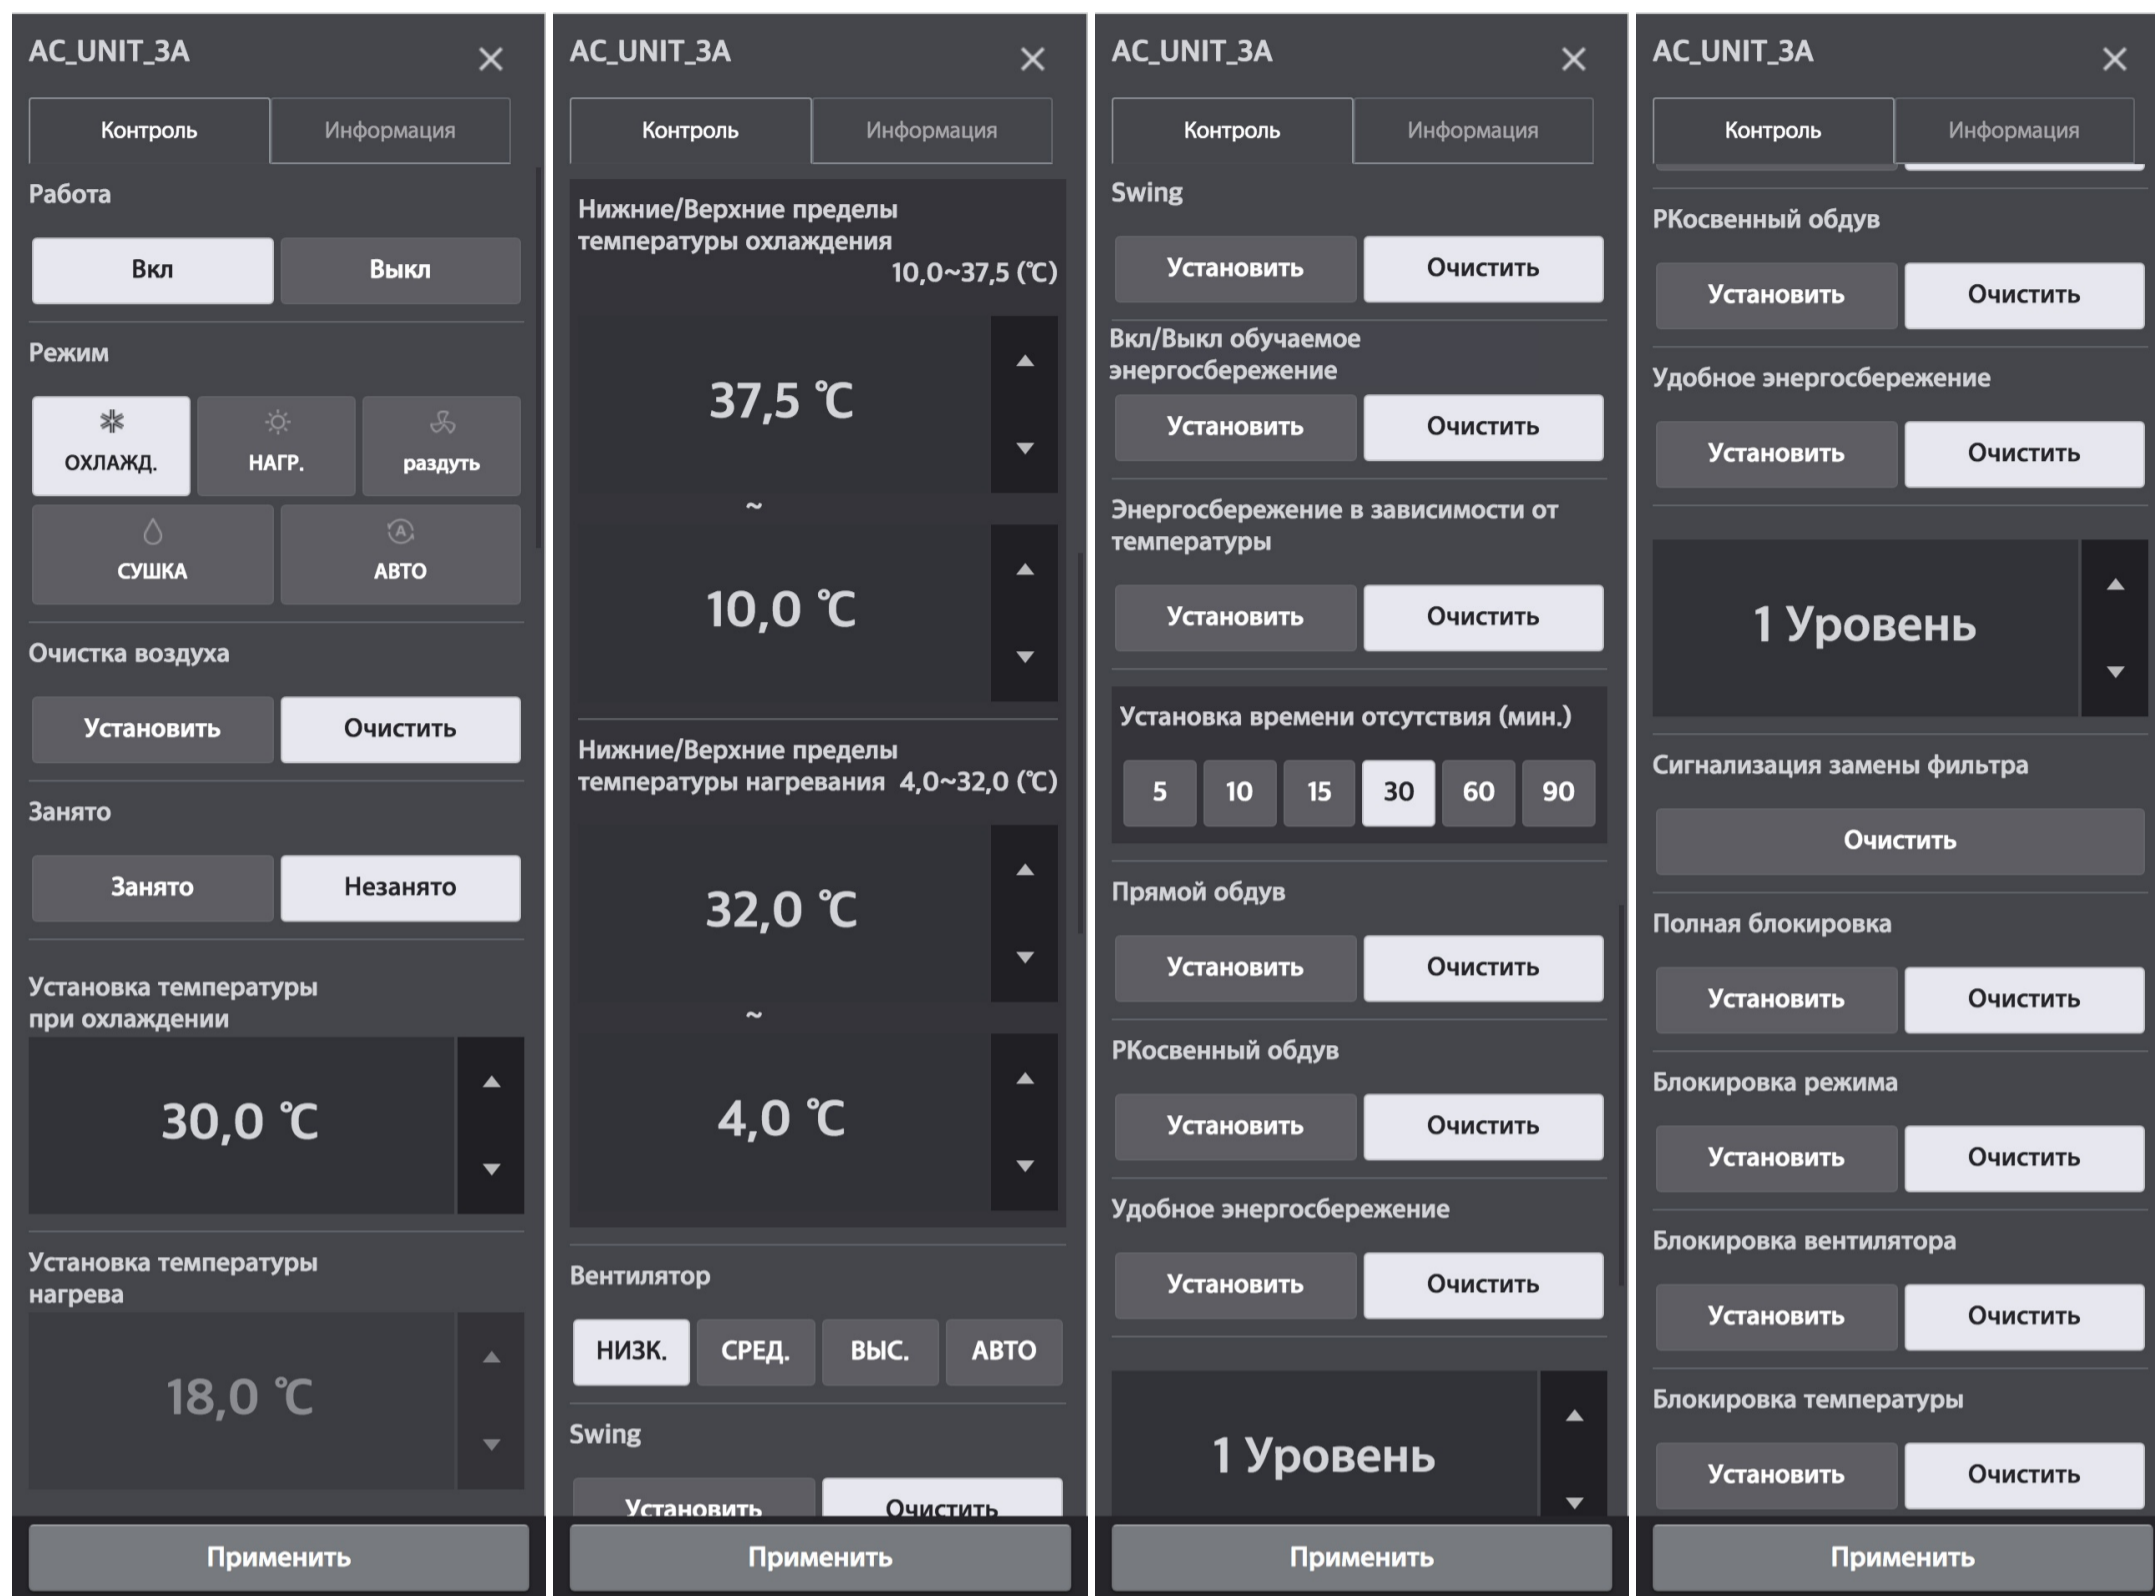 AC_UNIT_3A
Контроль
Информация
Работа
Вкл
Выкл
Режим
ОХЛАЖД.
НАГР.
раздуть
СУШКА
АВТО
Очистка воздуха
Установить
Очистить
Занято
Занято
Незанято
Установка температуры
при охлаждении
30,0 ℃
Установка температуры
нагрева
18,0 ℃
Применить
AC_UNIT_3A
Контроль
Информация
Нижние/Верхние пределы
температуры охлаждения
10,0~37,5 (℃)
37,5 ℃
~
10,0 ℃
Нижние/Верхние пределы
температуры нагревания 4,0~32,0 (℃)
32,0 ℃
~
4,0 ℃
Вентилятор
НИЗК.
СРЕД.
ВЫС.
АВТО
Swing
Установить
Очистить
Применить
AC_UNIT_3A
Контроль
Информация
Swing
Установить
Очистить
Вкл/Выкл обучаемое
энергосбережение
Установить
Очистить
Энергосбережение в зависимости от
температуры
Установить
Очистить
Установка времени отсутствия (мин.)
5
10
15
30
60
90
Прямой обдув
Установить
Очистить
РКосвенный обдув
Установить
Очистить
Удобное энергосбережение
Установить
Очистить
1 Уровень
Применить
AC_UNIT_3A
Контроль
Информация
РКосвенный обдув
Установить
Очистить
Удобное энергосбережение
Установить
Очистить
1 Уровень
Сигнализация замены фильтра
Очистить
Полная блокировка
Установить
Очистить
Блокировка режима
Установить
Очистить
Блокировка вентилятора
Установить
Очистить
Блокировка температуры
Установить
Очистить
Применить